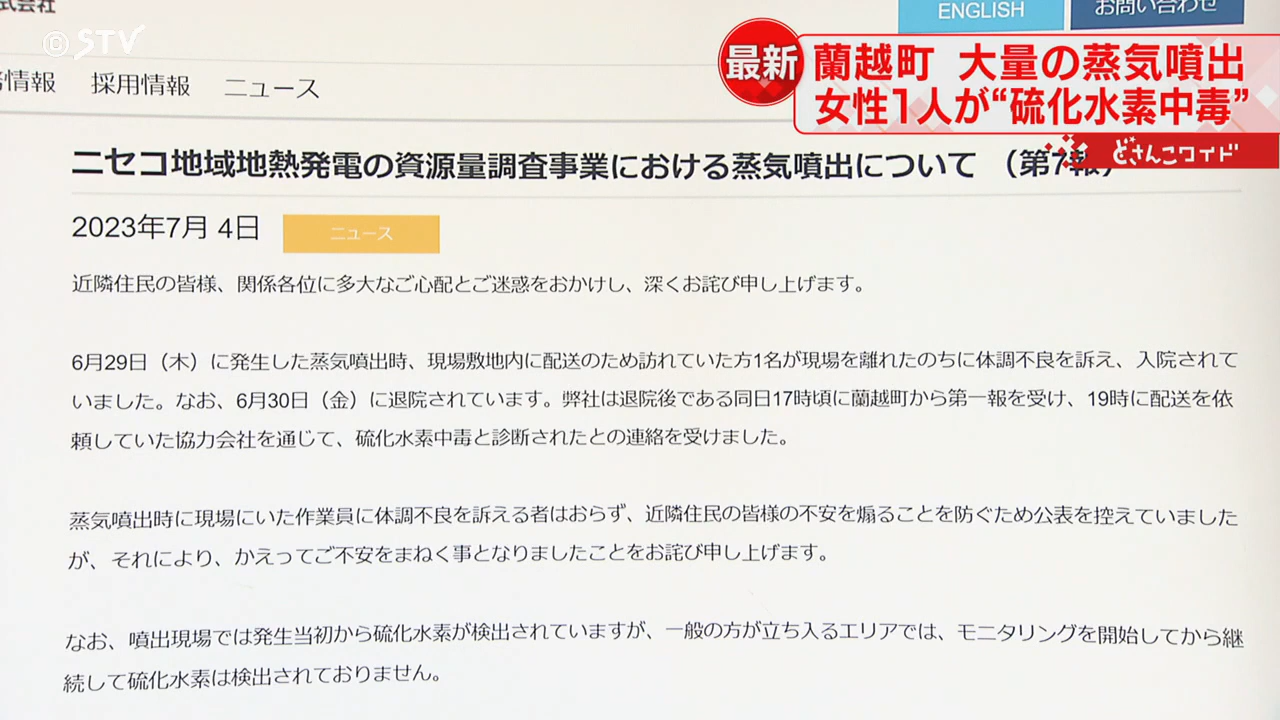 式会社
STV
ENGLISH
お問い合わせ
最新
蘭越町 大量の蒸気噴出
女性1人が“硫化水素中毒”
どさんこワイド
情報
採用情報
ニュース
ニセコ地域地熱発電の資源量調査事業における蒸気噴出について (第7報)
2023年7月 4日
ニュース
近隣住民の皆様、関係各位に多大なご心配とご迷惑をおかけし、深くお詫び申し上げます。
6月29日(木)に発生した蒸気噴出時、現場敷地内に配送のため訪れていた方1名が現場を離れたのちに体調不良を訴え、入院されて
いました。なお、6月30日(金)に退院されています。弊社は退院後である同日17時頃に蘭越町から第一報を受け、19時に配送を依
頼していた協力会社を通じて、硫化水素中毒と診断されたとの連絡を受けました。
蒸気噴出時に現場にいた作業員に体調不良を訴える者はおらず、近隣住民の皆様の不安を煽ることを防ぐため公表を控えていました
が、それにより、かえってご不安をまねく事となりましたことをお詫び申し上げます。
なお、噴出現場では発生当初から硫化水素が検出されていますが、一般の方が立ち入るエリアでは、モニタリングを開始してから継
続して硫化水素は検出されておりません。